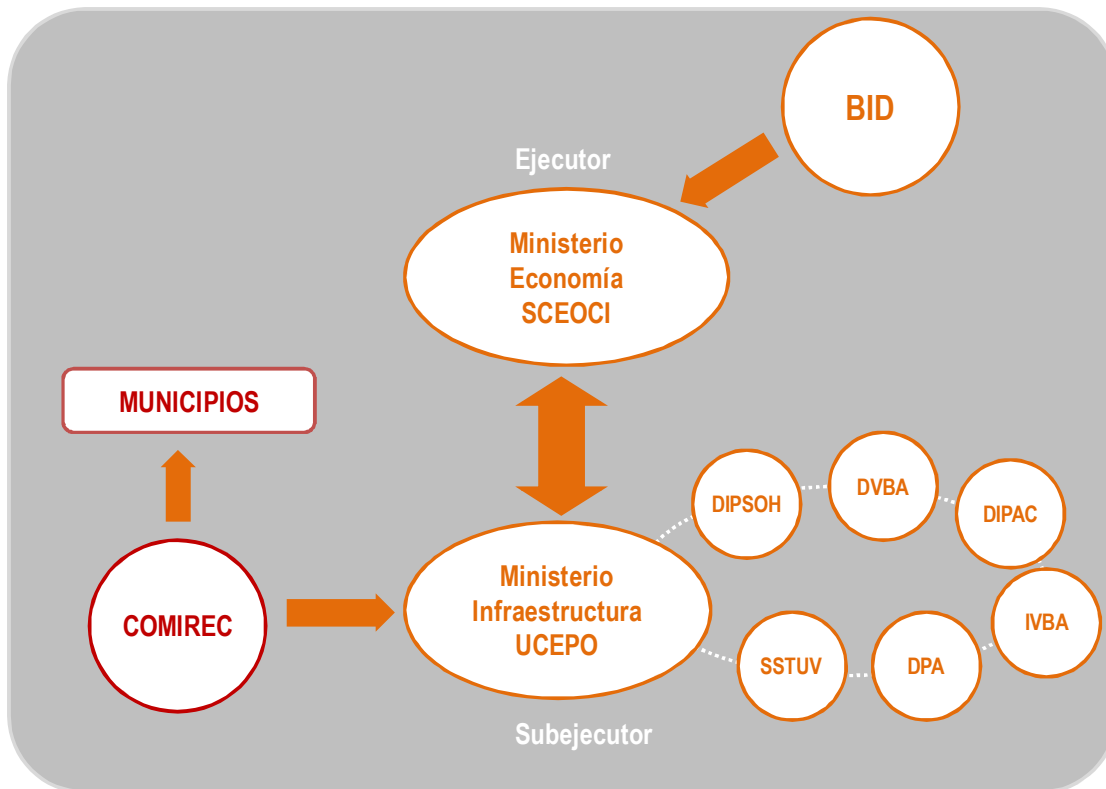 BID
Ejecutor
Ministerio
Economía
SCEOCI
MUNICIPIOS
DIPSOH
DVBA
DIPAC
COMIREC
Ministerio
Infraestructura
UCEPO
IVBA
SSTUV
DPA
Subejecutor